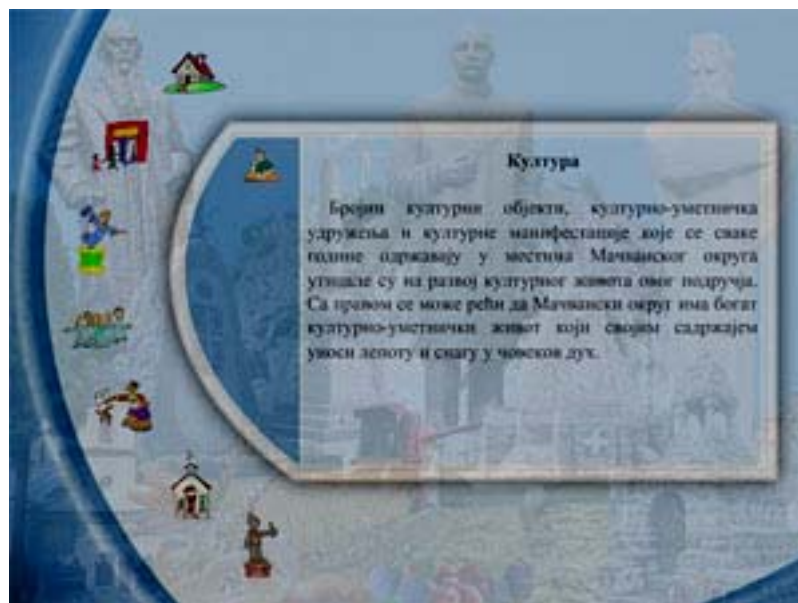 Култура
Бројни културни објекти, културно-уметничка
удружења и културне манифестације које се сваке
године одржавају у местима Мачванског округа
утицале су на развој културног живота овог подручја.
Са правом се може рећи да Мачвански округ има богат
културно-уметнички живот који својим садржајем
уноси лепоту и снагу у човеков дух.